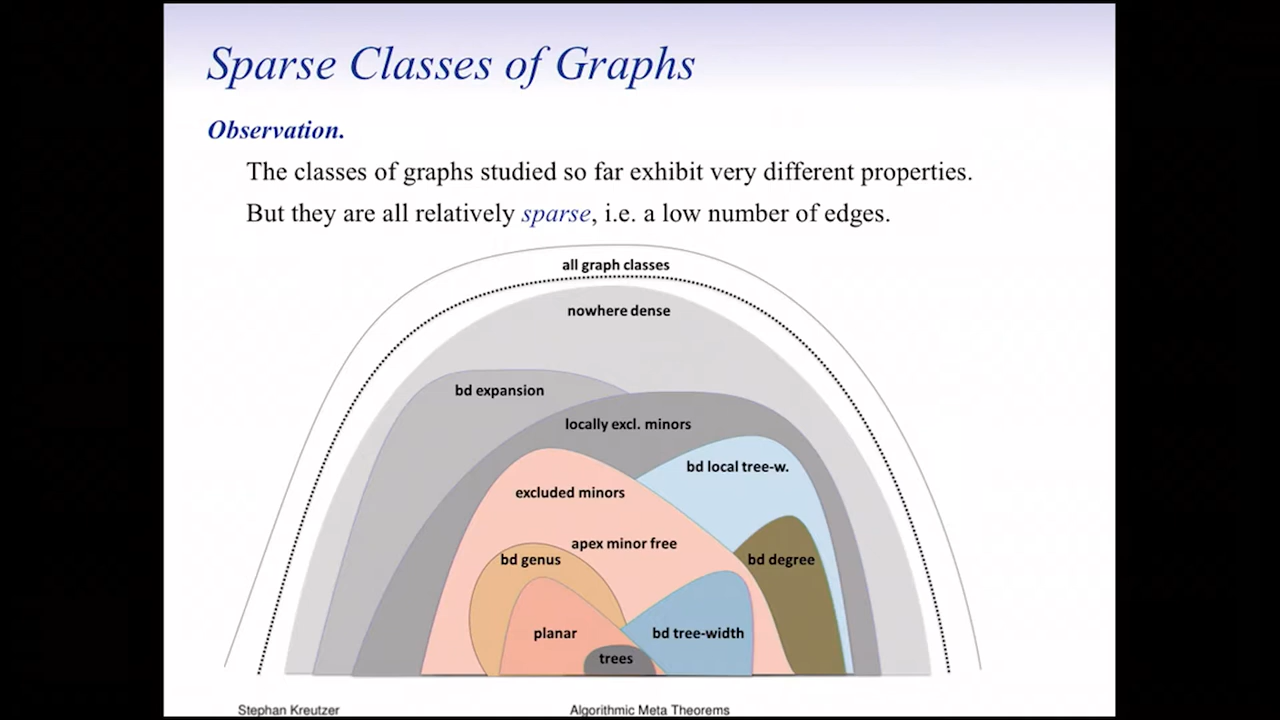 Sparse Classes of Graphs
Observation.
The classes of graphs studied so far exhibit very different properties.
But they are all relatively sparse, i.e. a low number of edges.
all graph classes
nowhere dense
bd expansion
locally excl. minors
bd local tree-w.
excluded minors
apex minor free
bd genus
bd degree
planar
bd tree-width
trees
Stephan Kreutzer
Algorithmic Meta Theorems